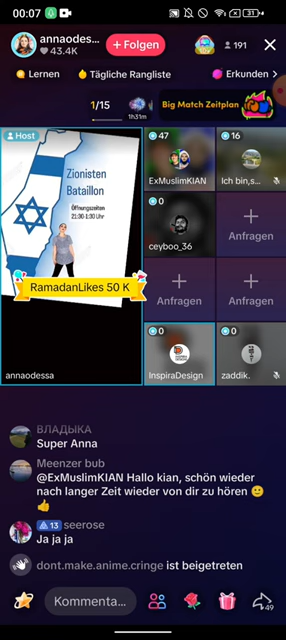 00:07
31
annaodes...
43.4K
+ Folgen
191
Lernen
Tägliche Rangliste
Erkunden
1/15
1h31m
Big Match Zeitplan
Host
47
16
Zionisten
Bataillon
Öffnungszeiten
21:30-1:30 Uhr
ExMuslimKIAN
Ich bin,s...
0
Anfragen
ceyboo_36
RamadanLikes 50 K
Anfragen
Anfragen
0
0
annaodessa
InspiraDesign
zaddik.
ВЛАДЫКА
Super Anna
Meenzer bub
@ExMuslimKIAN Hallo kian, schön wieder
nach langer Zeit wieder von dir zu hören 🙂
👍
13 seerose
Ja ja ja
dont.make.anime.cringe ist beigetreten
Kommenta...
49